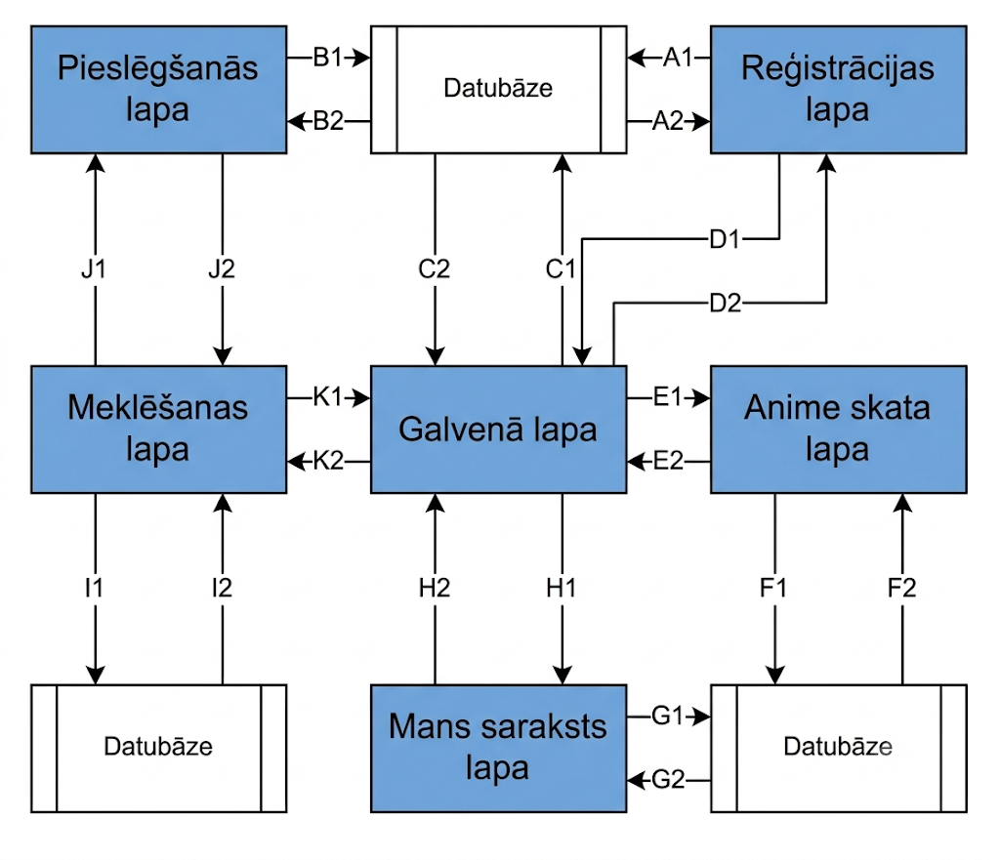 Pieslēgšanās
lapa
B1
B2
Datubāze
A1
A2
Reģistrācijas
lapa
J1
J2
C2
C1
D1
D2
Meklēšanas
lapa
K1
K2
Galvenā lapa
E1
E2
Anime skata
lapa
I1
I2
H2
H1
F1
F2
Datubāze
Mans saraksts
lapa
G1
G2
Datubāze